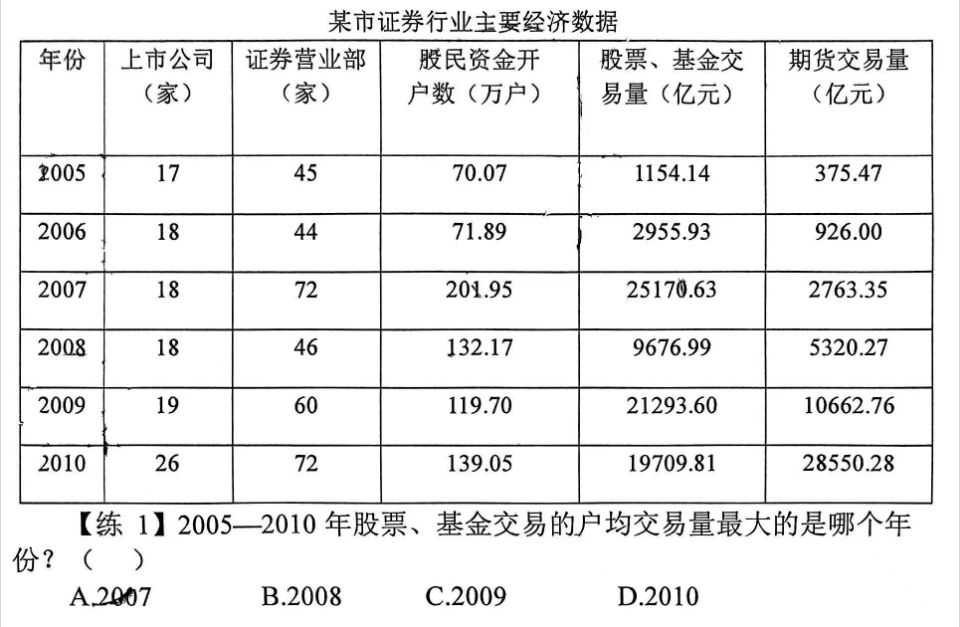 某市证券行业主要经济数据
年份 上市公司（家） 证券营业部（家） 股民资金开户数（万户） 股票、基金交易量（亿元） 期货交易量（亿元）
2005 17 45 70.07 1154.14 375.47
2006 18 44 71.89 2955.93 926.00
2007 18 72 201.95 25170.63 2763.35
2008 18 46 132.17 9676.99 5320.27
2009 19 60 119.70 21293.60 10662.76
2010 26 72 139.05 19709.81 28550.28
【练 1】2005—2010 年股票、基金交易的户均交易量最大的是哪个年
份？（ ）
A.2007 B.2008 C.2009 D.2010